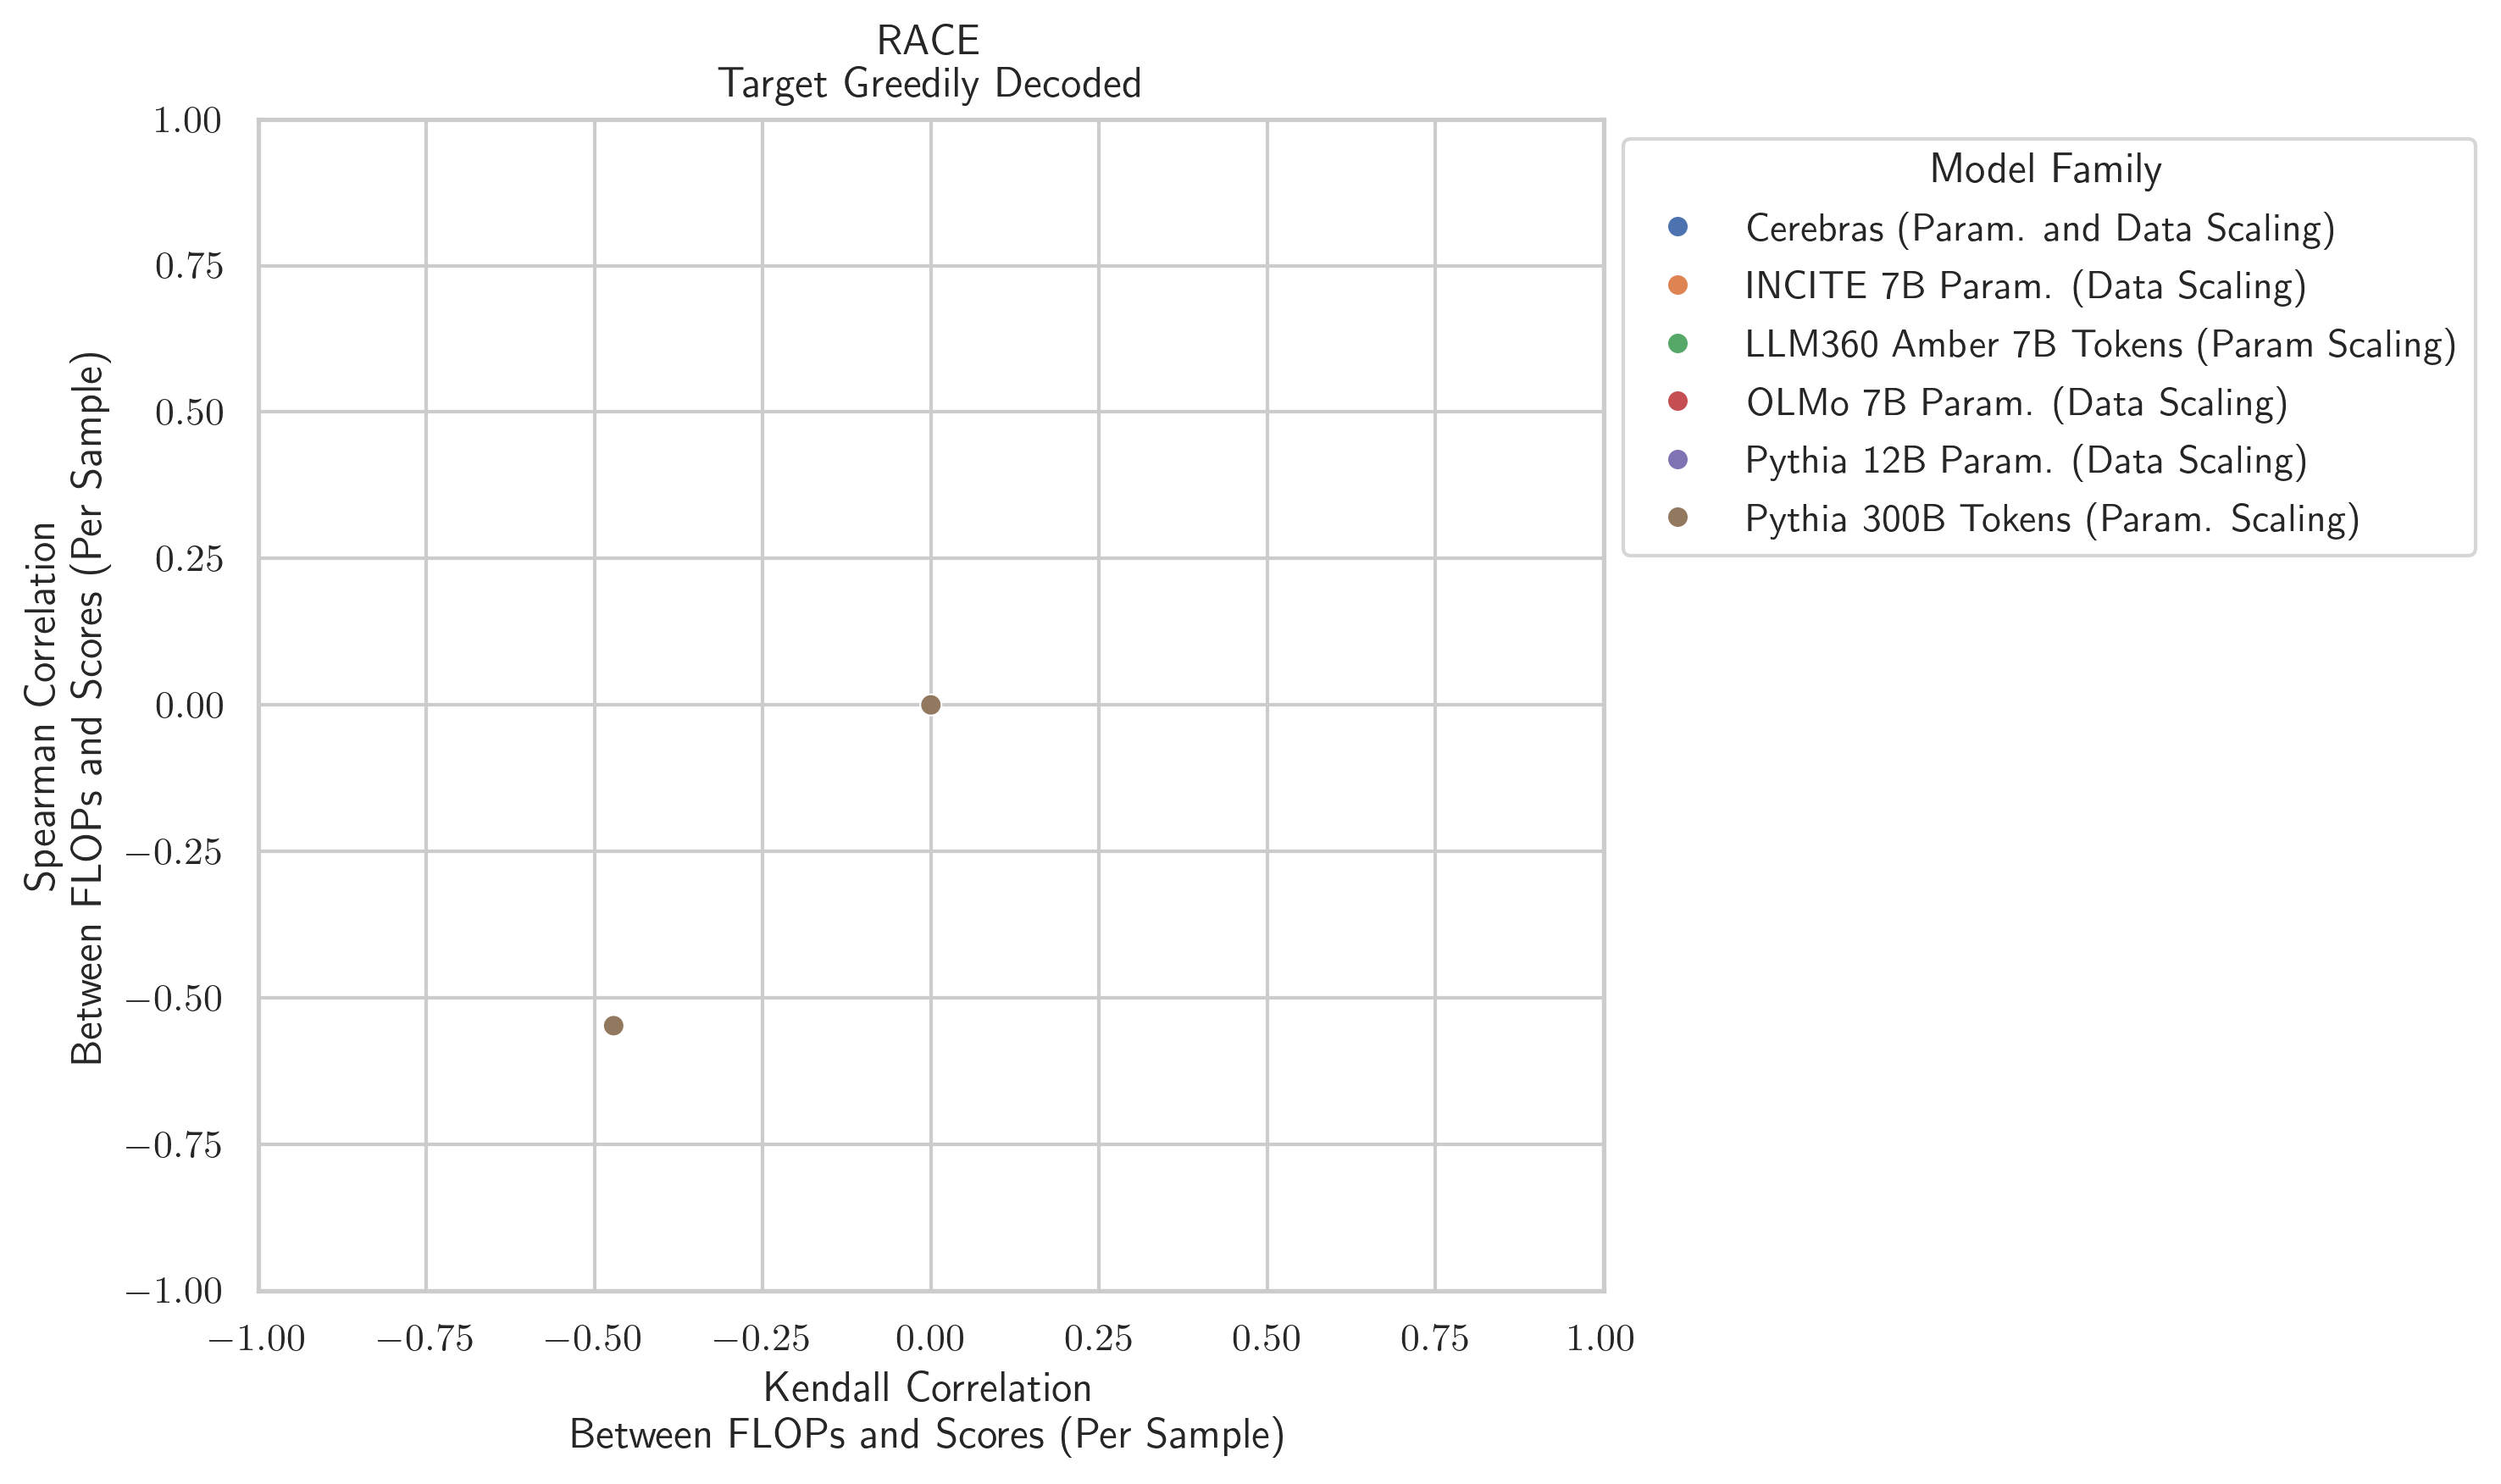 RACE
Target Greedily Decoded
1.00
0.75
0.50
0.25
0.00
−0.25
−0.50
−0.75
−1.00
Spearman Correlation
Between FLOPs and Scores (Per Sample)
−1.00
−0.75
−0.50
−0.25
0.00
0.25
0.50
0.75
1.00
Kendall Correlation
Between FLOPs and Scores (Per Sample)
Model Family
Cerebras (Param. and Data Scaling)
INCITE 7B Param. (Data Scaling)
LLM360 Amber 7B Tokens (Param Scaling)
OLMo 7B Param. (Data Scaling)
Pythia 12B Param. (Data Scaling)
Pythia 300B Tokens (Param. Scaling)